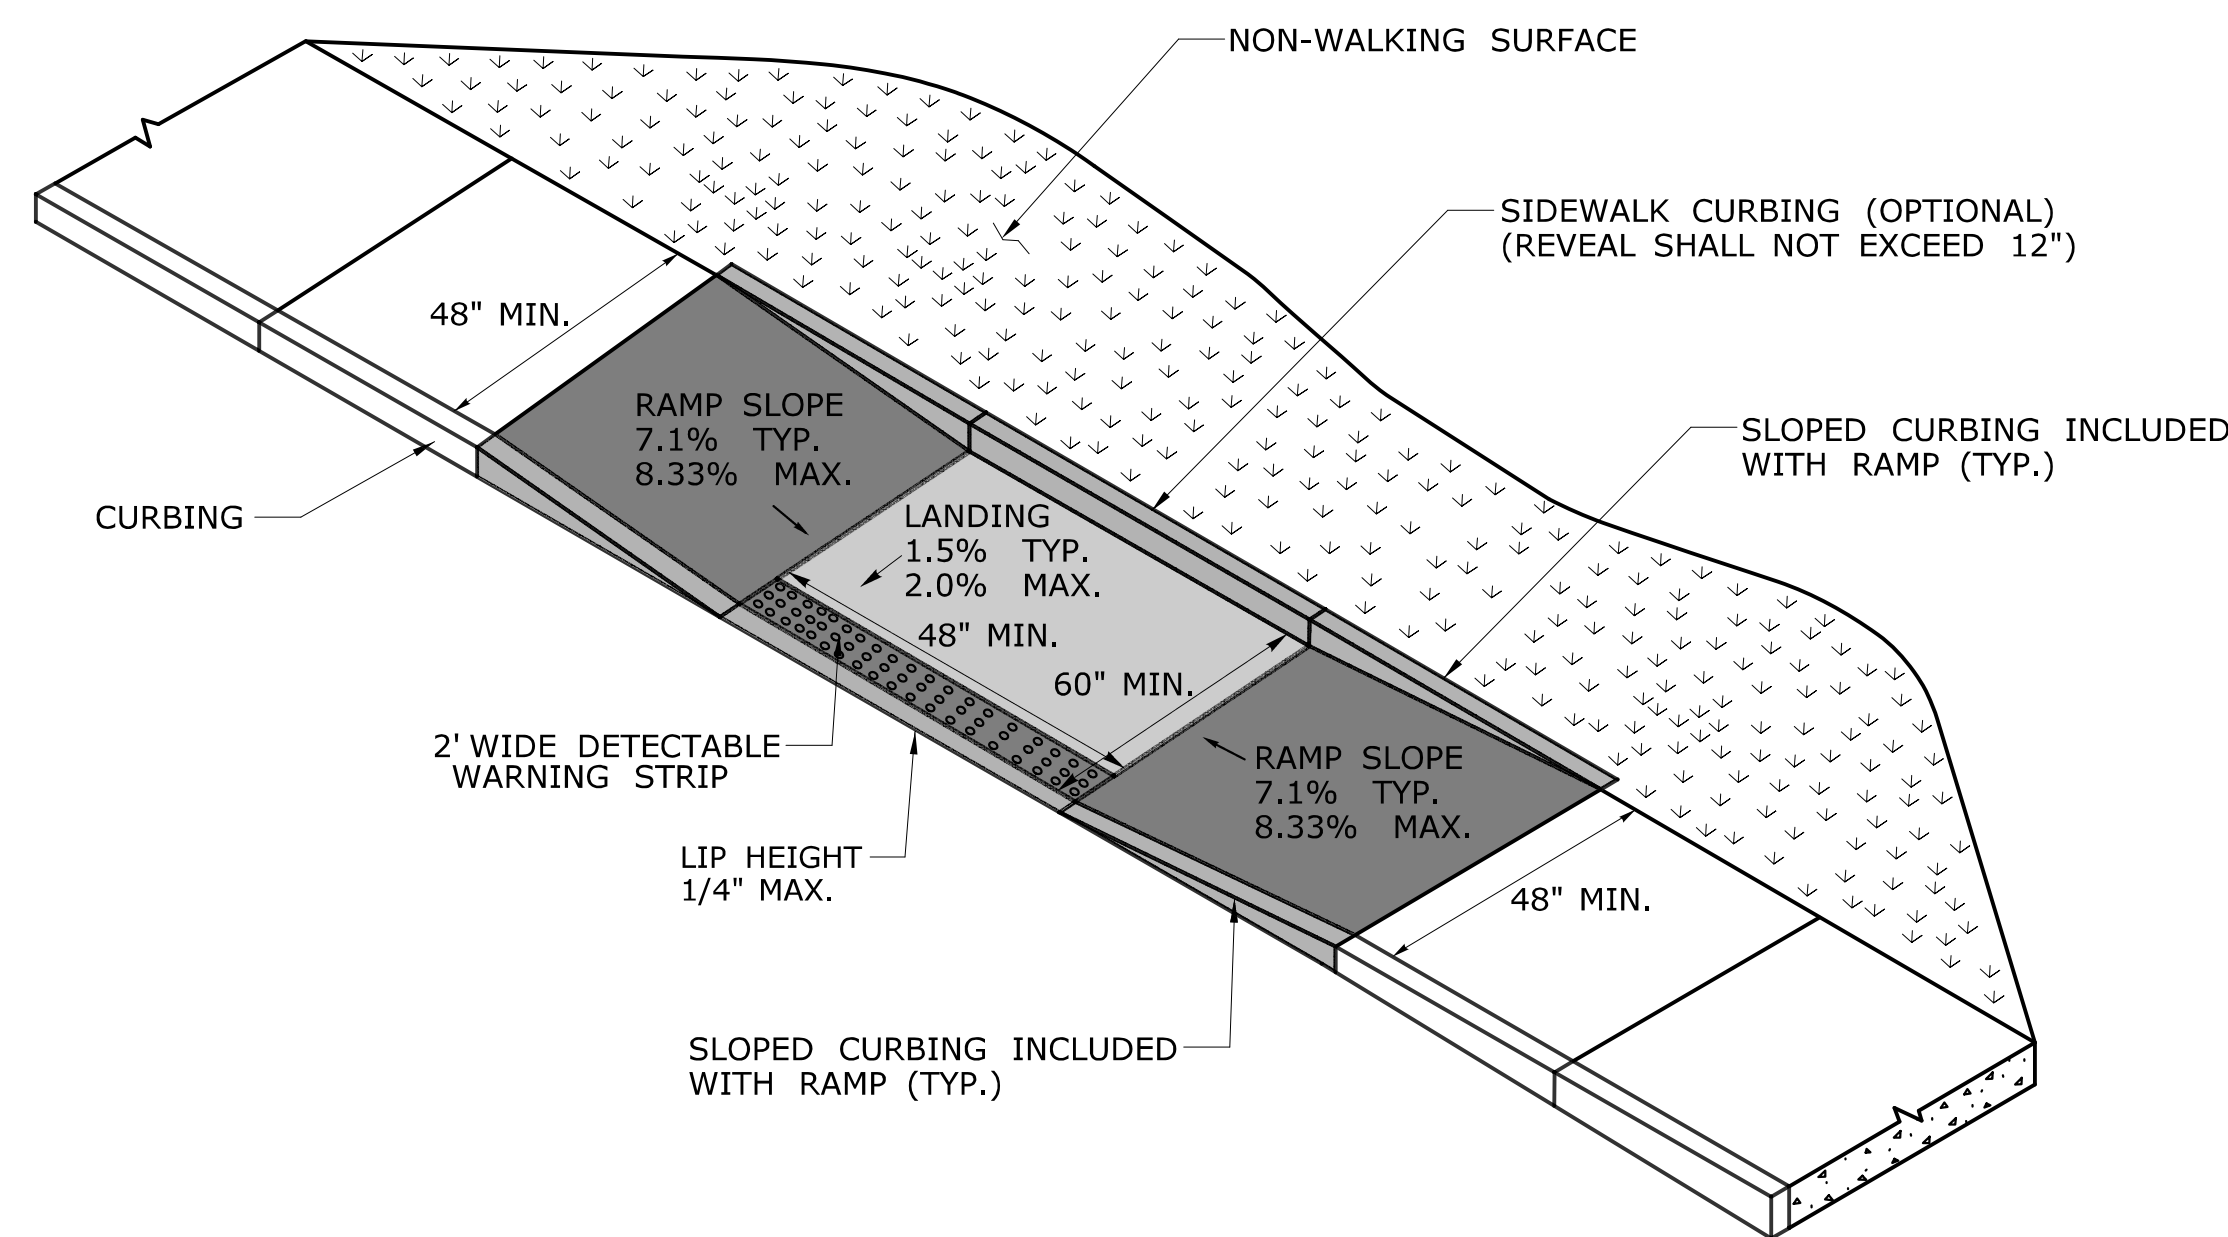 NON-WALKING SURFACE
SIDEWALK CURBING (OPTIONAL)
(REVEAL SHALL NOT EXCEED 12")
48" MIN.
RAMP SLOPE
7.1% TYP.
8.33% MAX.
SLOPED CURBING INCLUDED
WITH RAMP (TYP.)
CURBING
LANDING
1.5% TYP.
2.0% MAX.
48" MIN.
60" MIN.
2' WIDE DETECTABLE
WARNING STRIP
RAMP SLOPE
7.1% TYP.
8.33% MAX.
LIP HEIGHT
1/4" MAX.
48" MIN.
SLOPED CURBING INCLUDED
WITH RAMP (TYP.)